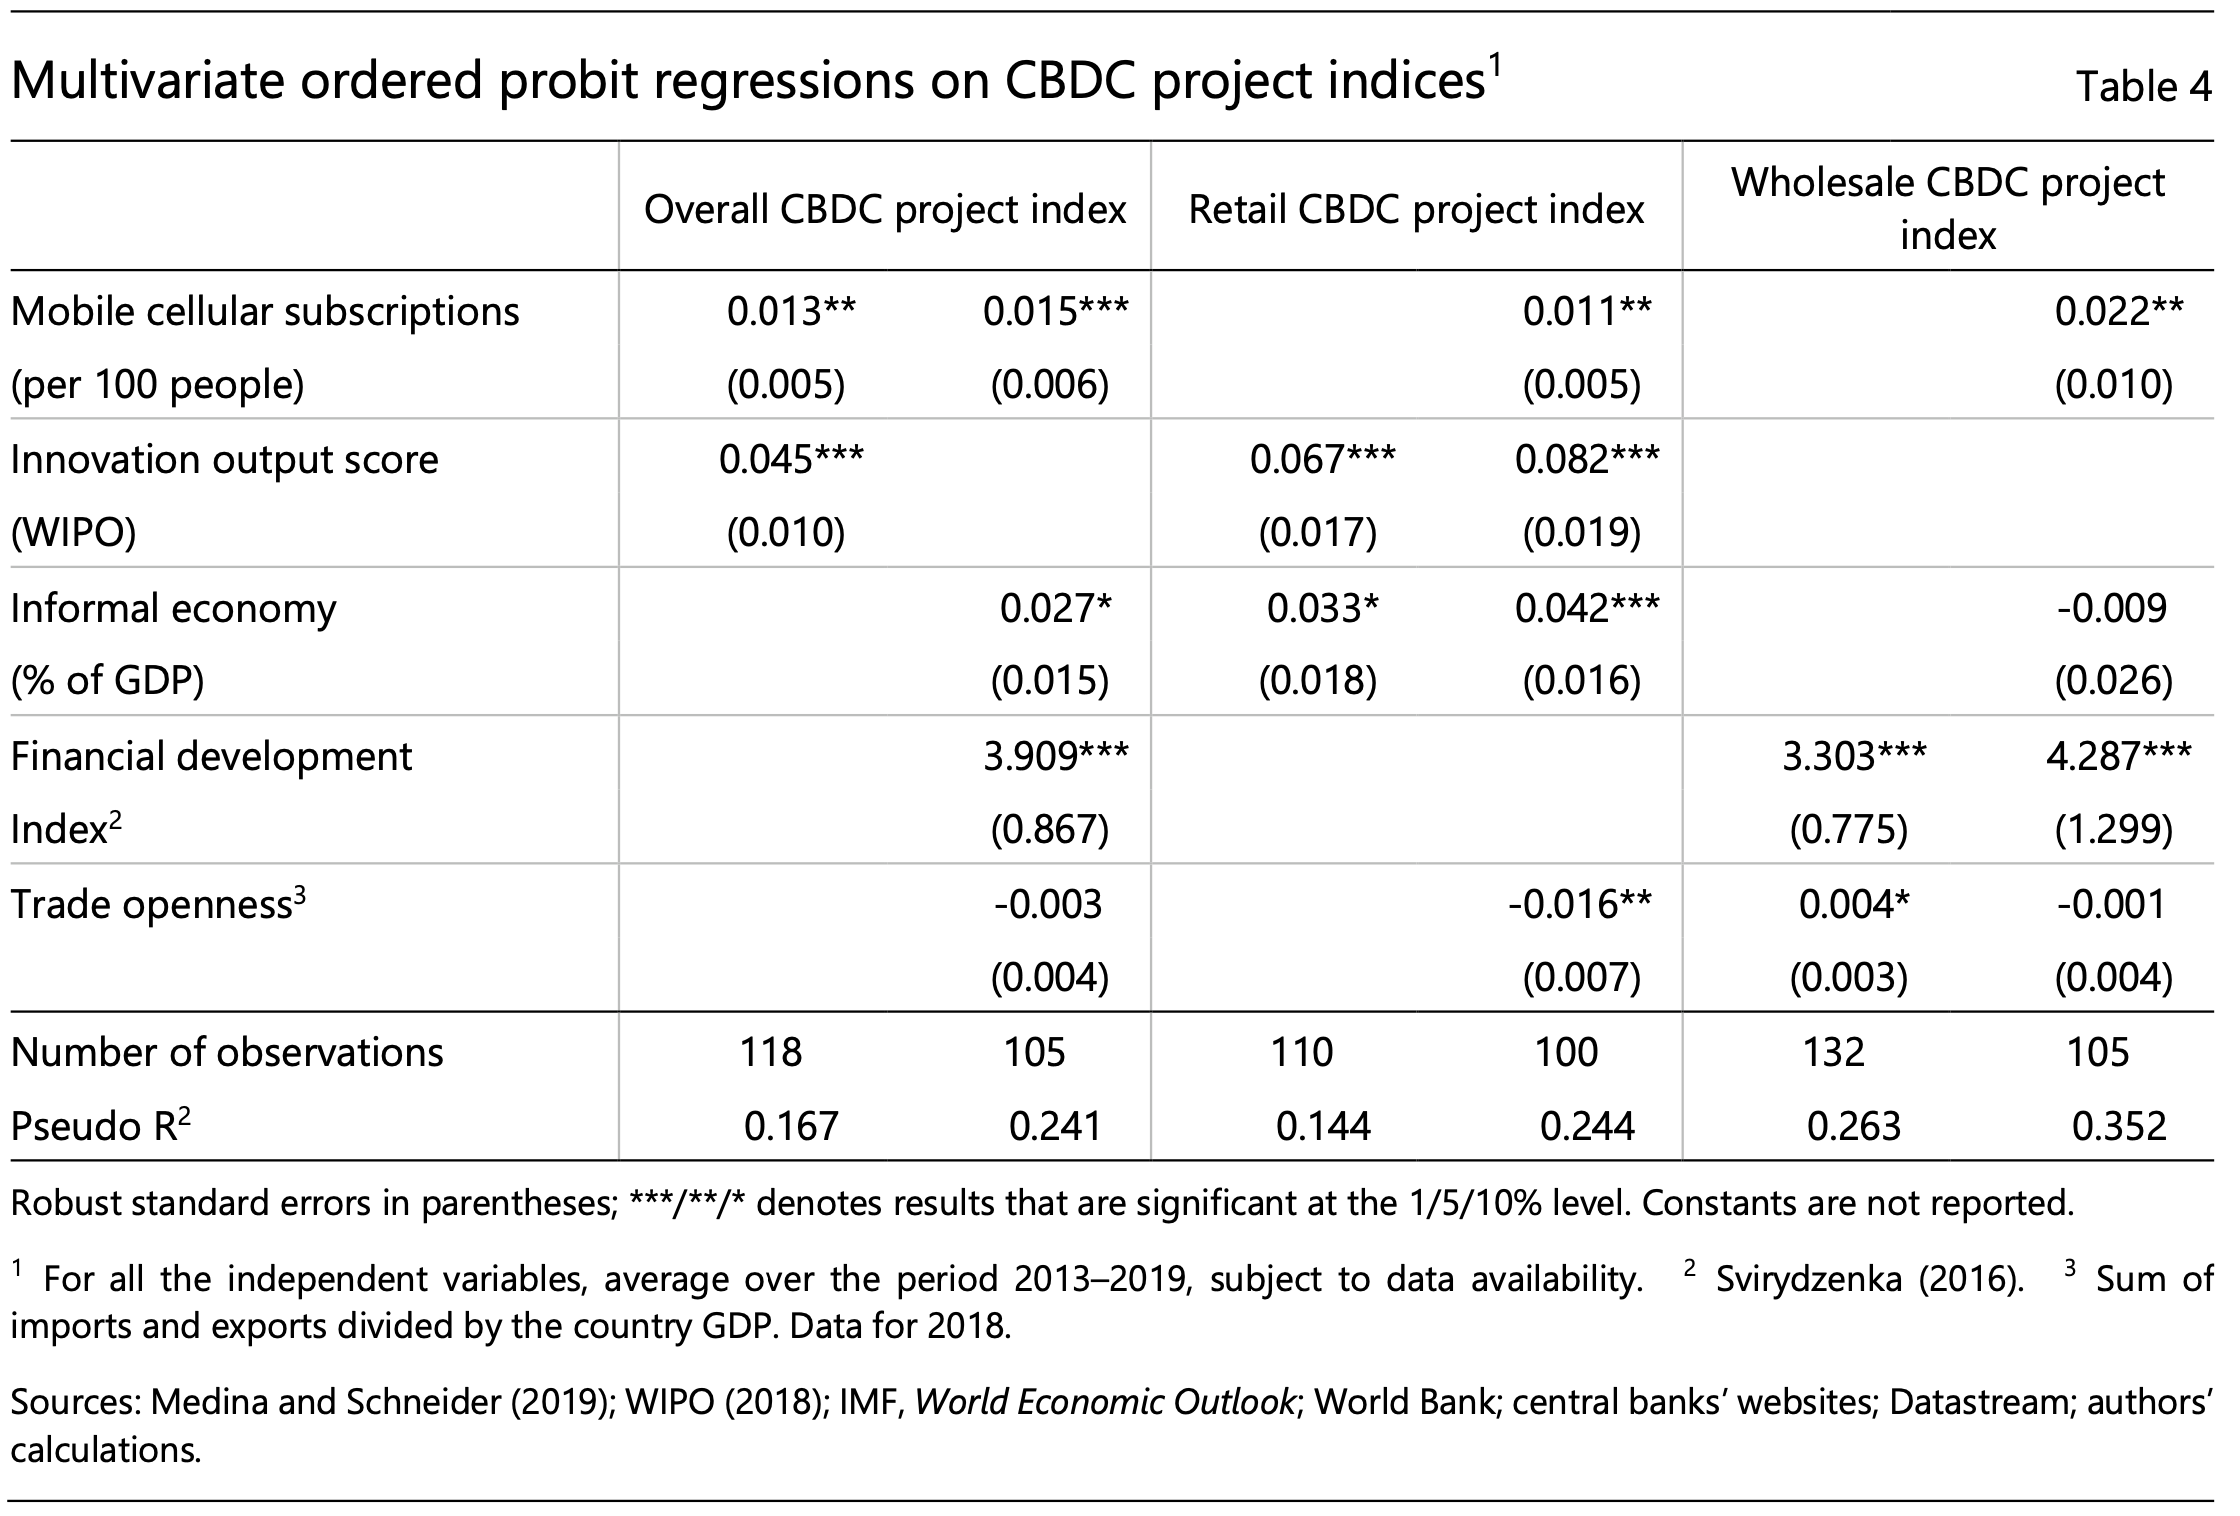 Multivariate ordered probit regressions on CBDC project indices¹ Table 4
Overall CBDC project index Retail CBDC project index Wholesale CBDC project
index
Mobile cellular subscriptions 0.013** 0.015*** 0.011** 0.022**
(per 100 people) (0.005) (0.006) (0.005) (0.010)
Innovation output score 0.045*** 0.067*** 0.082***
(WIPO) (0.010) (0.017) (0.019)
Informal economy 0.027* 0.033* 0.042*** -0.009
(% of GDP) (0.015) (0.018) (0.016) (0.026)
Financial development 3.909*** 3.303*** 4.287***
Index² (0.867) (0.775) (1.299)
Trade openness³ -0.003 -0.016** 0.004* -0.001
(0.004) (0.007) (0.003) (0.004)
Number of observations 118 105 110 100 132 105
Pseudo R² 0.167 0.241 0.144 0.244 0.263 0.352
Robust standard errors in parentheses; ***/**/* denotes results that are significant at the 1/5/10% level. Constants are not reported.
¹ For all the independent variables, average over the period 2013–2019, subject to data availability. ² Svirydzenka (2016). ³ Sum of
imports and exports divided by the country GDP. Data for 2018.
Sources: Medina and Schneider (2019); WIPO (2018); IMF, World Economic Outlook; World Bank; central banks’ websites; Datastream; authors’
calculations.